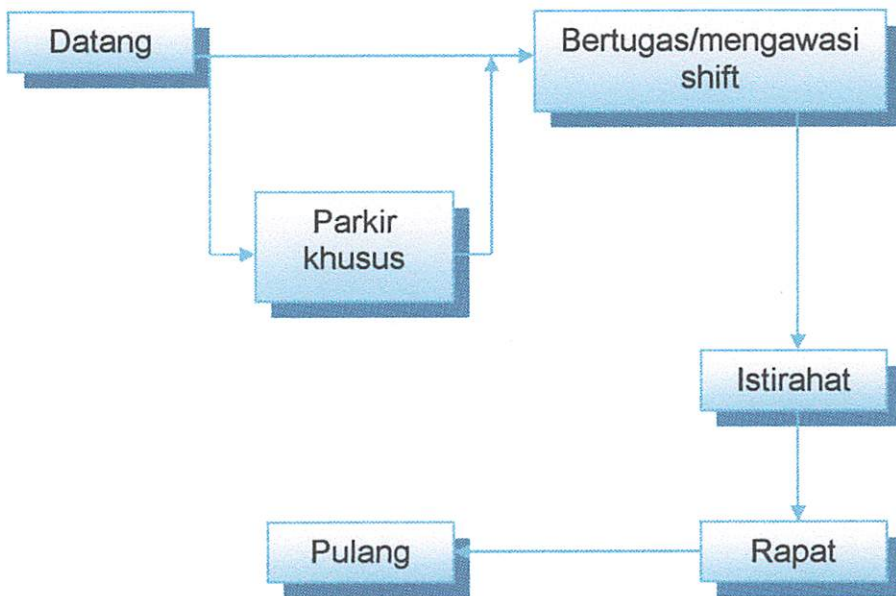 Datang
Bertugas/mengawasi
shift
Parkir
khusus
Istirahat
Rapat
Pulang